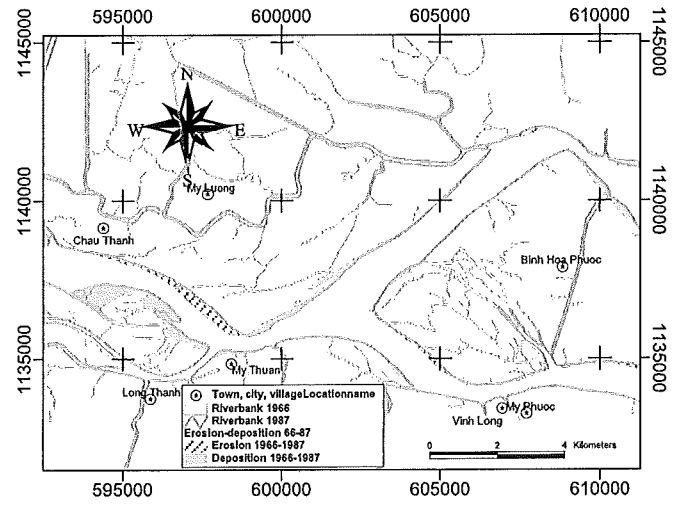 595000 600000 605000 610000
1145000 1145000
N
W E
S
My Luong
1140000 1140000
Chau Thanh
Binh Hoa Phuoc
1135000 1135000
My Thuan
Long Thanh
Town, city, villageLocationname
Riverbank 1966
Riverbank 1987
Erosion-deposition 66-87
Erosion 1966-1987
Deposition 1966-1987
My Phuoc
Vinh Long
0 2 4 Kilometers
595000 600000 605000 610000